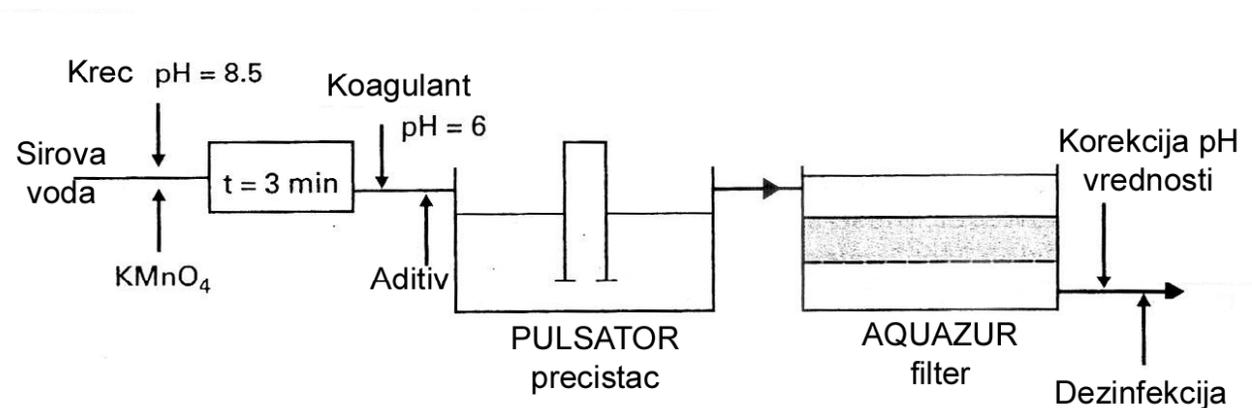 Krec pH = 8.5
Koagulant
pH = 6
Sirova
voda
t = 3 min
KMnO₄
Aditiv
PULSATOR
precistac
AQUAZUR
filter
Korekcija pH
vrednosti
Dezinfekcija